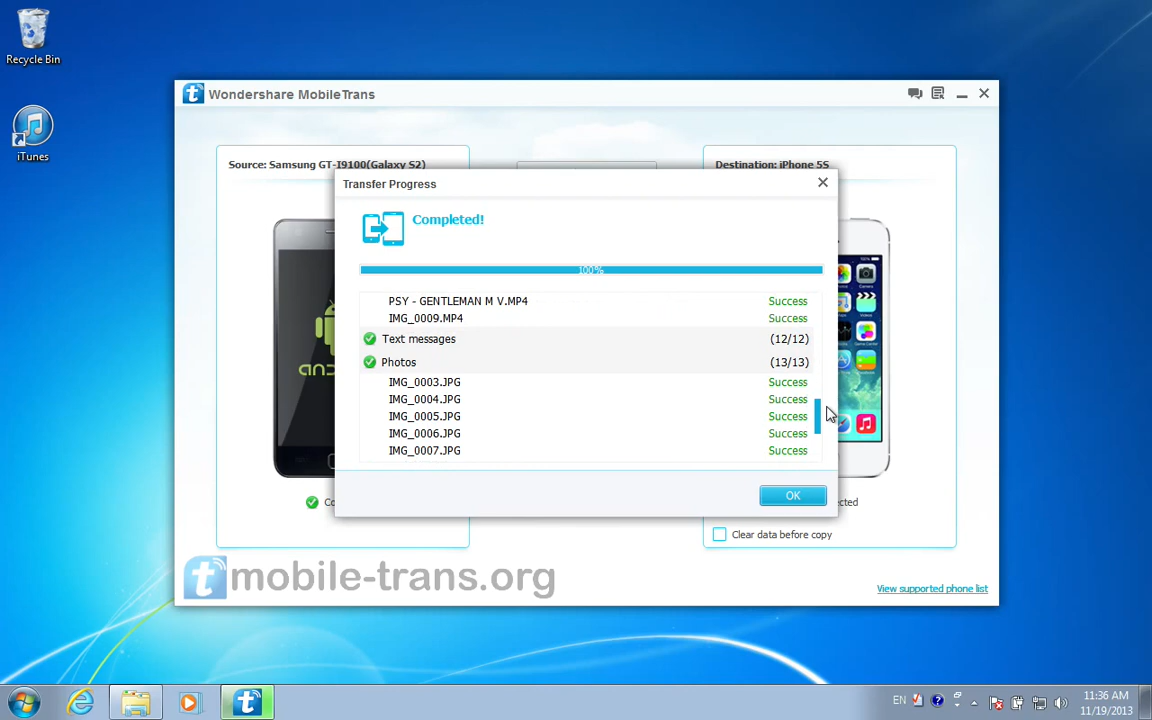 Recycle Bin
iTunes
Wondershare MobileTrans
Source: Samsung GT-I9100(Galaxy S2)
Destination: iPhone 5S
Transfer Progress
Completed!
100%
PSY - GENTLEMAN M V.MP4 Success
IMG_0009.MP4 Success
Text messages (12/12)
Photos (13/13)
IMG_0003.JPG Success
IMG_0004.JPG Success
IMG_0005.JPG Success
IMG_0006.JPG Success
IMG_0007.JPG Success
OK
Clear data before copy
mobile-trans.org
View supported phone list
EN
11:36 AM
11/19/2013